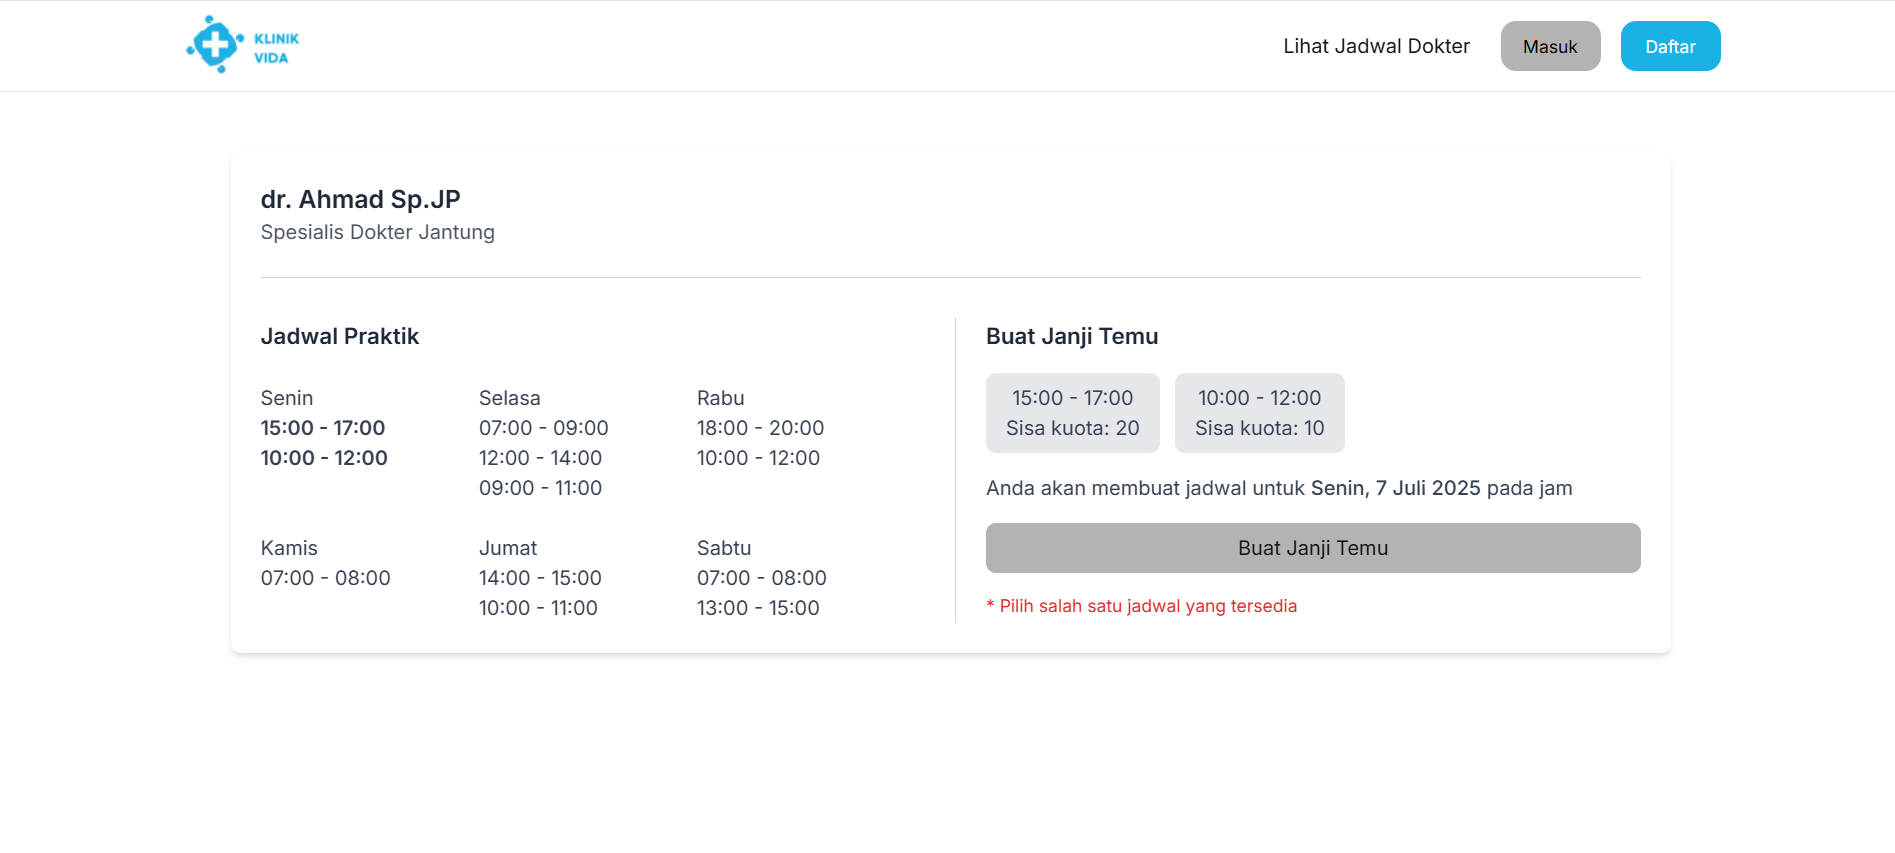 KLINIK
VIDA
Lihat Jadwal Dokter
Masuk
Daftar
dr. Ahmad Sp.JP
Spesialis Dokter Jantung
Jadwal Praktik
Senin
15:00 - 17:00
10:00 - 12:00
Selasa
07:00 - 09:00
12:00 - 14:00
09:00 - 11:00
Rabu
18:00 - 20:00
10:00 - 12:00
Kamis
07:00 - 08:00
Jumat
14:00 - 15:00
10:00 - 11:00
Sabtu
07:00 - 08:00
13:00 - 15:00
Buat Janji Temu
15:00 - 17:00
Sisa kuota: 20
10:00 - 12:00
Sisa kuota: 10
Anda akan membuat jadwal untuk Senin, 7 Juli 2025 pada jam
Buat Janji Temu
* Pilih salah satu jadwal yang tersedia